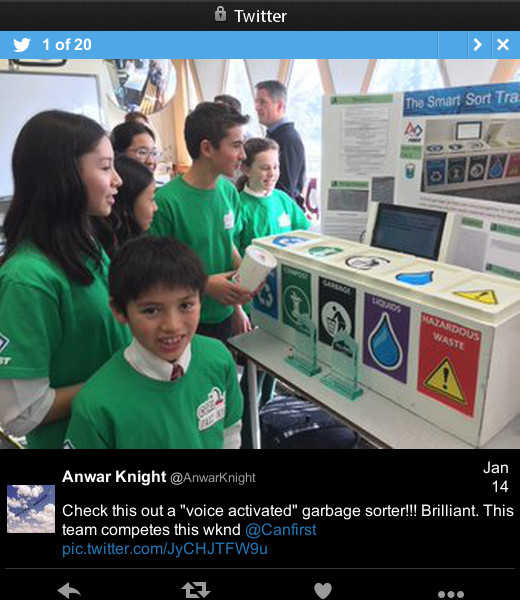 Twitter
1 of 20
The Smart Sort Tra
COMPOST
GARBAGE
LIQUIDS
HAZARDOUS
WASTE
Anwar Knight @AnwarKnight
Jan
14
Check this out a "voice activated" garbage sorter!!! Brilliant. This
team competes this wknd @Canfirst
pic.twitter.com/JyCHJTFW9u